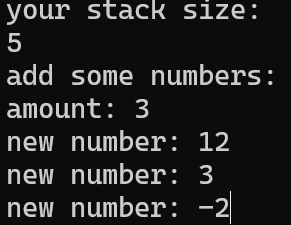 your stack size:
5
add some numbers:
amount: 3
new number: 12
new number: 3
new number: -2